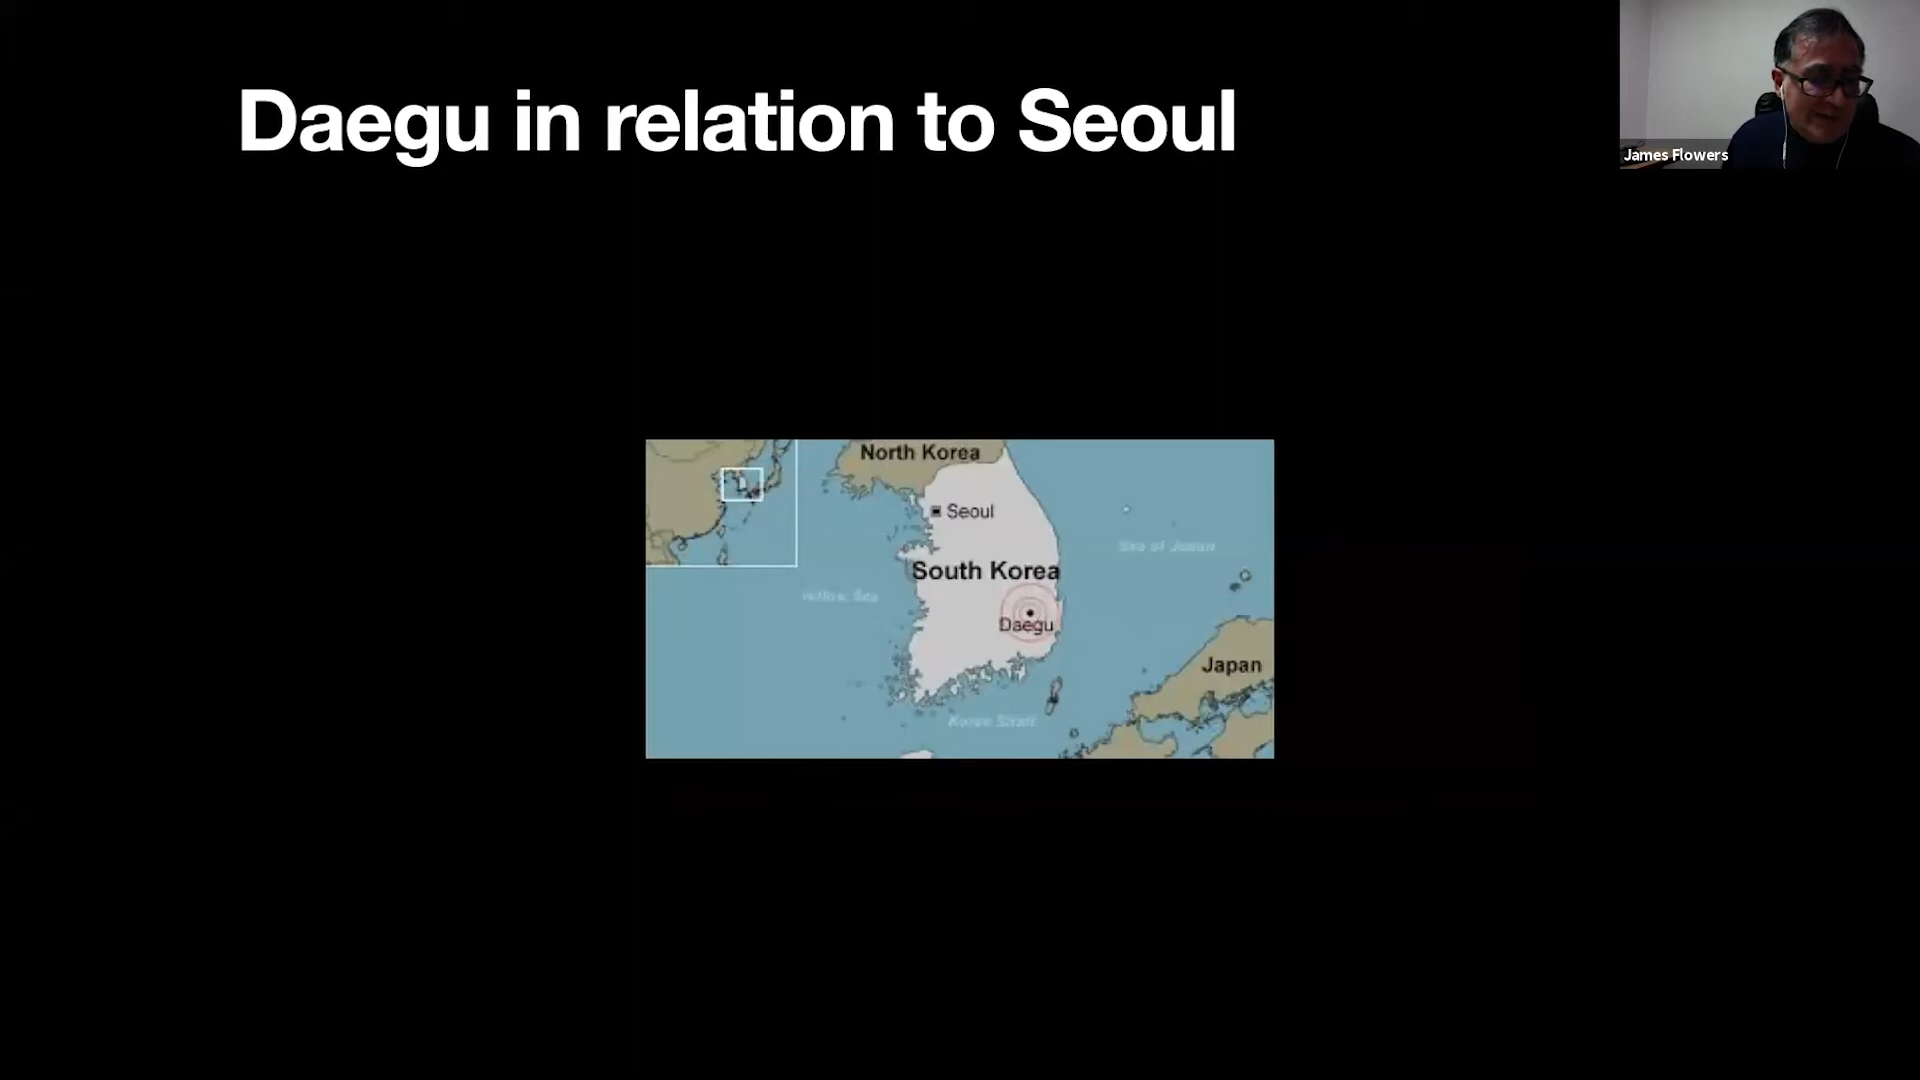 Daegu in relation to Seoul
James Flowers
North Korea
Seoul
Sea of Japan
South Korea
Yellow Sea
Daegu
Japan
Korea Strait